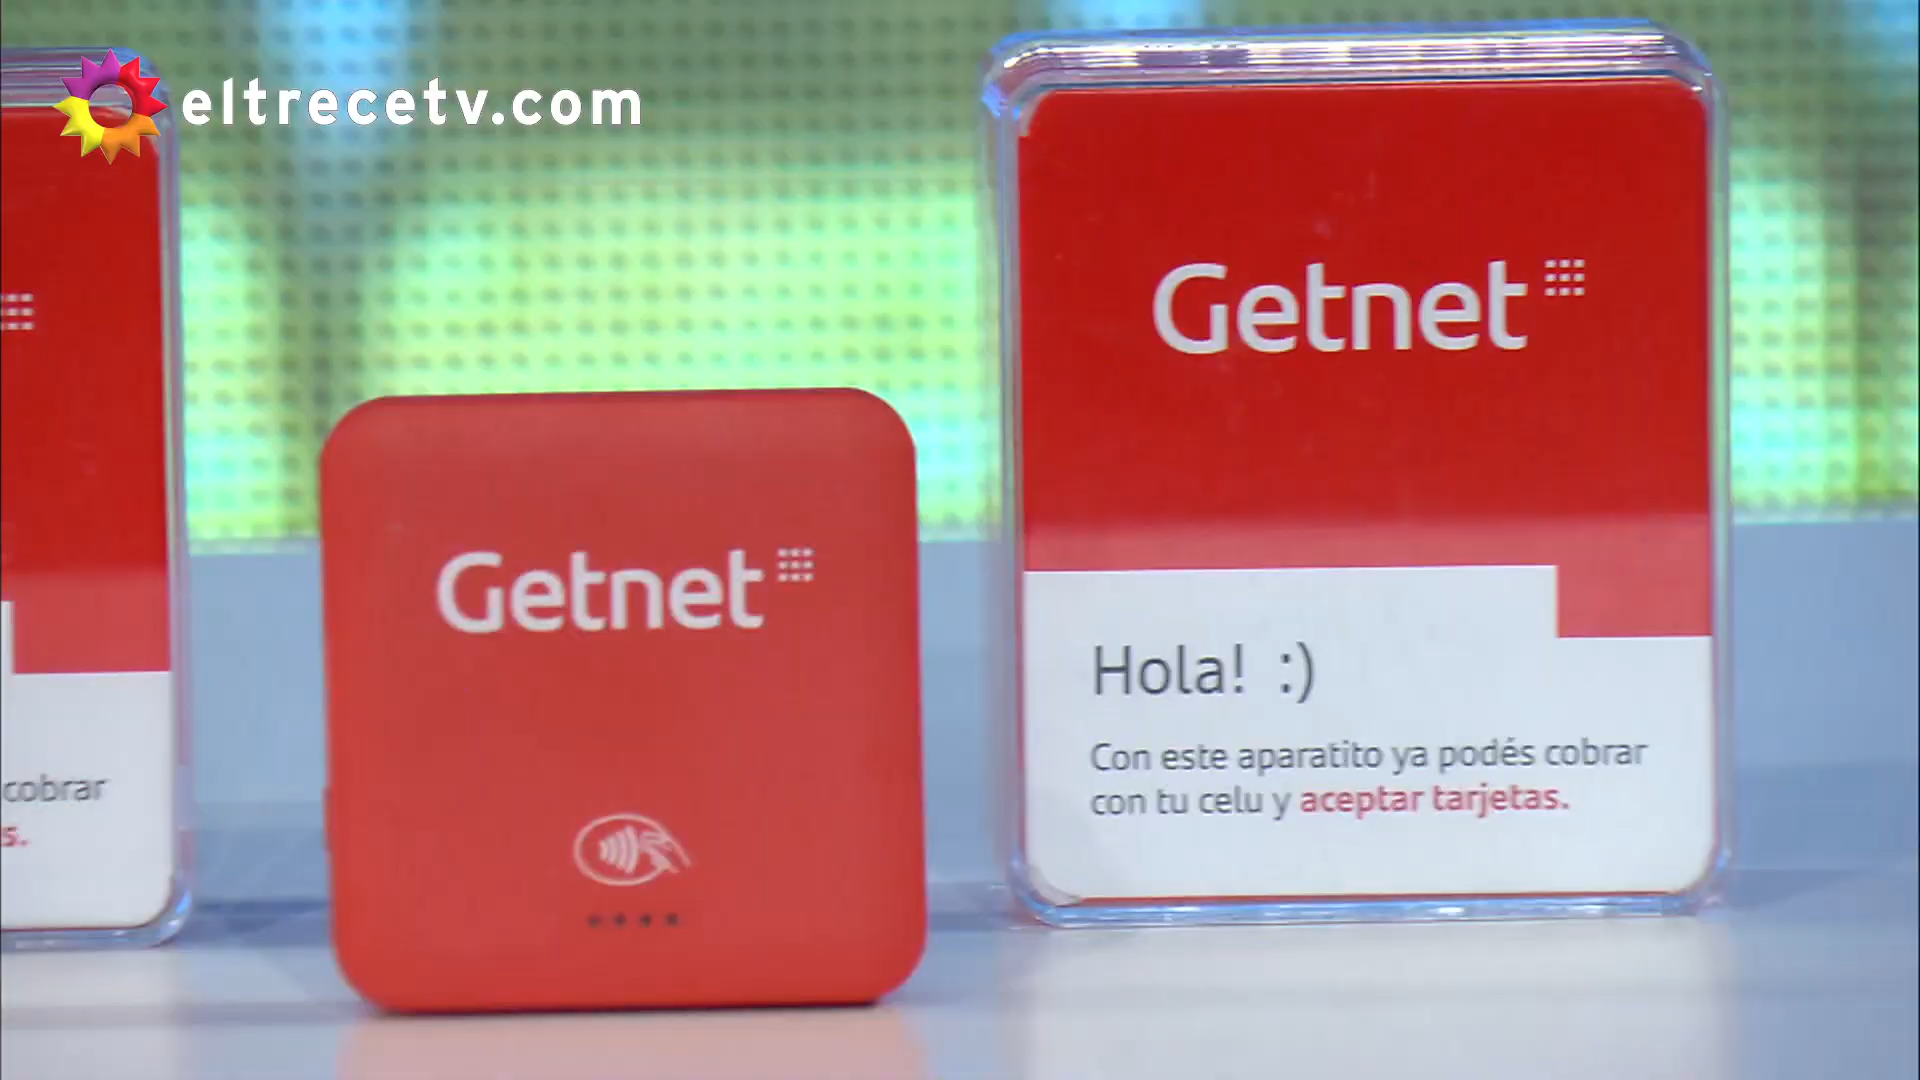 eltrecetv.com
Getnet
Getnet
Hola! :)
Con este aparatito ya podés cobrar
con tu celu y aceptar tarjetas.
cobrar
s.